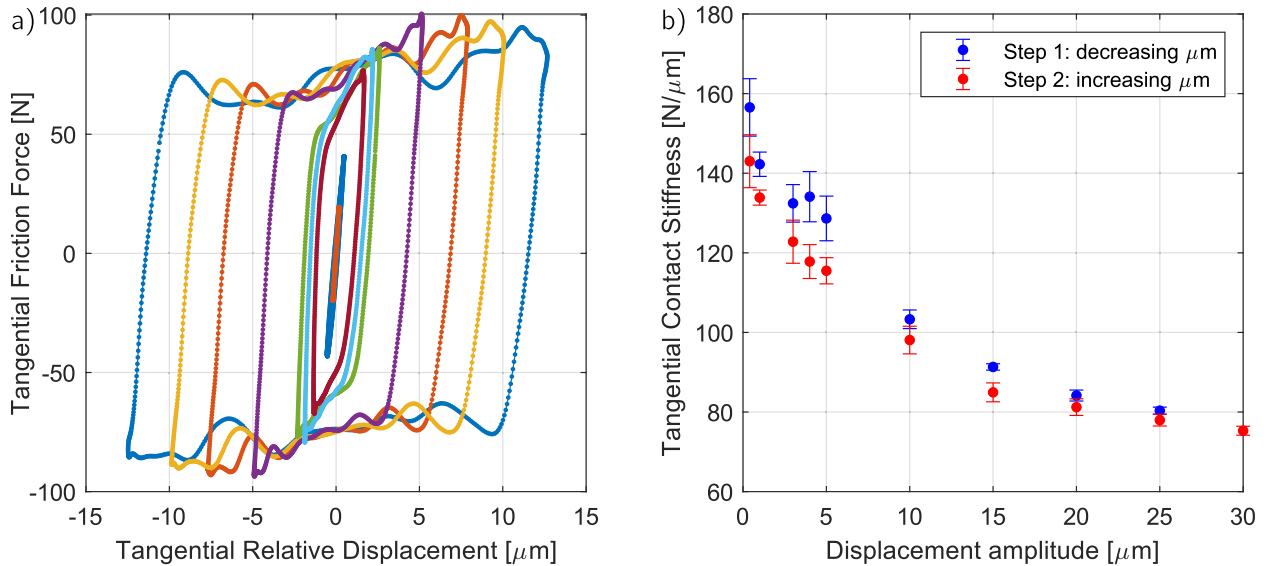 a)
100
50
0
-50
-100
Tangential Friction Force [N]
-15 -10 -5 0 5 10 15
Tangential Relative Displacement [μm]
b)
180
160
140
120
100
80
60
Tangential Contact Stiffness [N/μm]
Step 1: decreasing μm
Step 2: increasing μm
0 5 10 15 20 25 30
Displacement amplitude [μm]